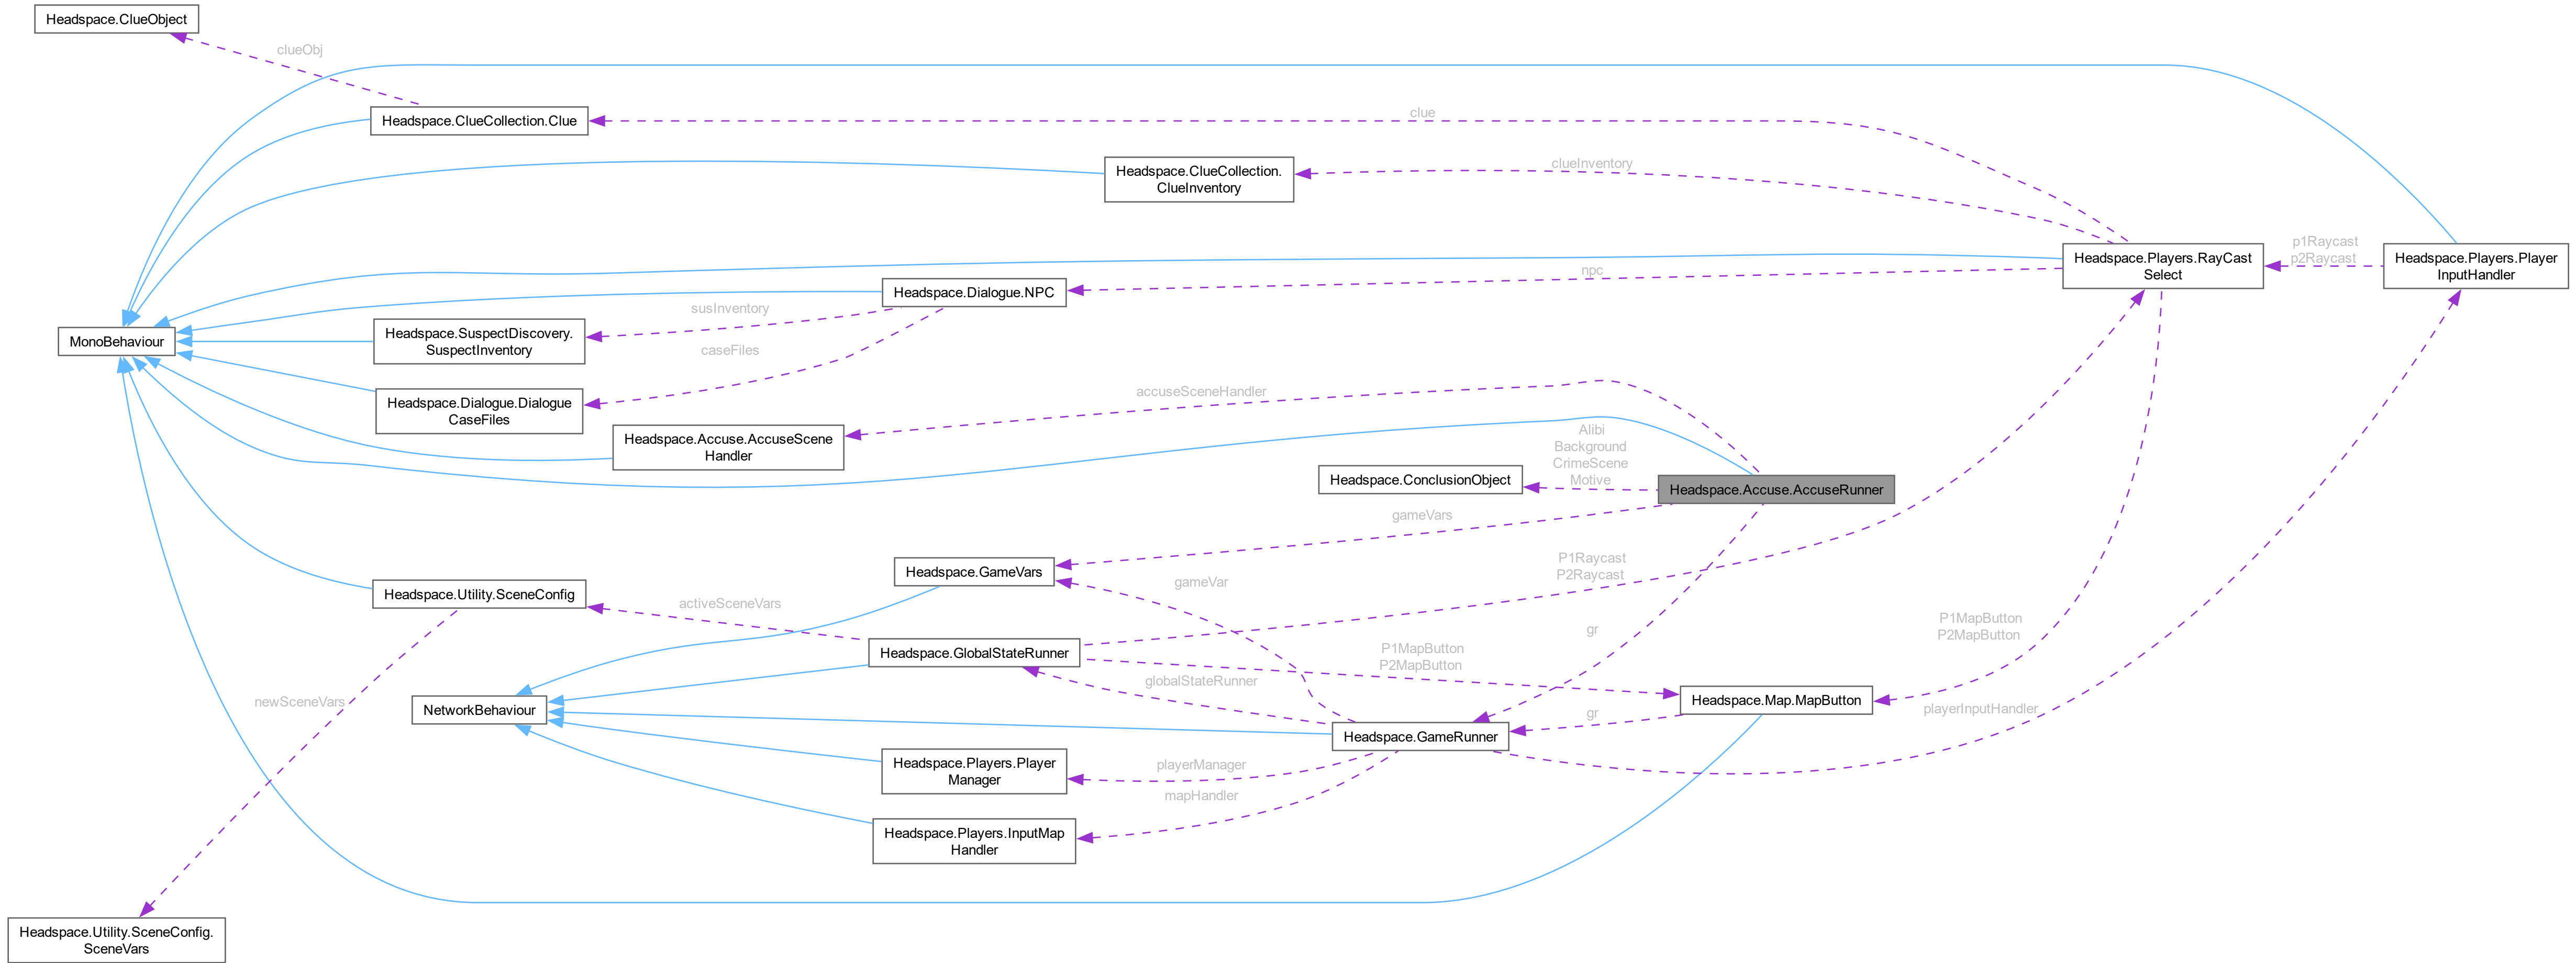 Headspace.ClueObject
clueObj
Headspace.ClueCollection.Clue
clue
Headspace.ClueCollection.
ClueInventory
clueInventory
Headspace.Players.RayCast
Select
p1Raycast
p2Raycast
Headspace.Players.Player
InputHandler
npc
Headspace.Dialogue.NPC
susInventory
MonoBehaviour
Headspace.SuspectDiscovery.
SuspectInventory
caseFiles
Headspace.Dialogue.Dialogue
CaseFiles
accuseSceneHandler
Headspace.Accuse.AccuseScene
Handler
Alibi
Background
CrimeScene
Motive
Headspace.ConclusionObject
Headspace.Accuse.AccuseRunner
gameVars
Headspace.GameVars
gameVar
P1Raycast
P2Raycast
Headspace.Utility.SceneConfig
activeSceneVars
gr
P1MapButton
P2MapButton
Headspace.GlobalStateRunner
P1MapButton
P2MapButton
globalStateRunner
newSceneVars
NetworkBehaviour
Headspace.Map.MapButton
gr
playerInputHandler
Headspace.GameRunner
Headspace.Players.Player
Manager
playerManager
mapHandler
Headspace.Players.InputMap
Handler
Headspace.Utility.SceneConfig.
SceneVars